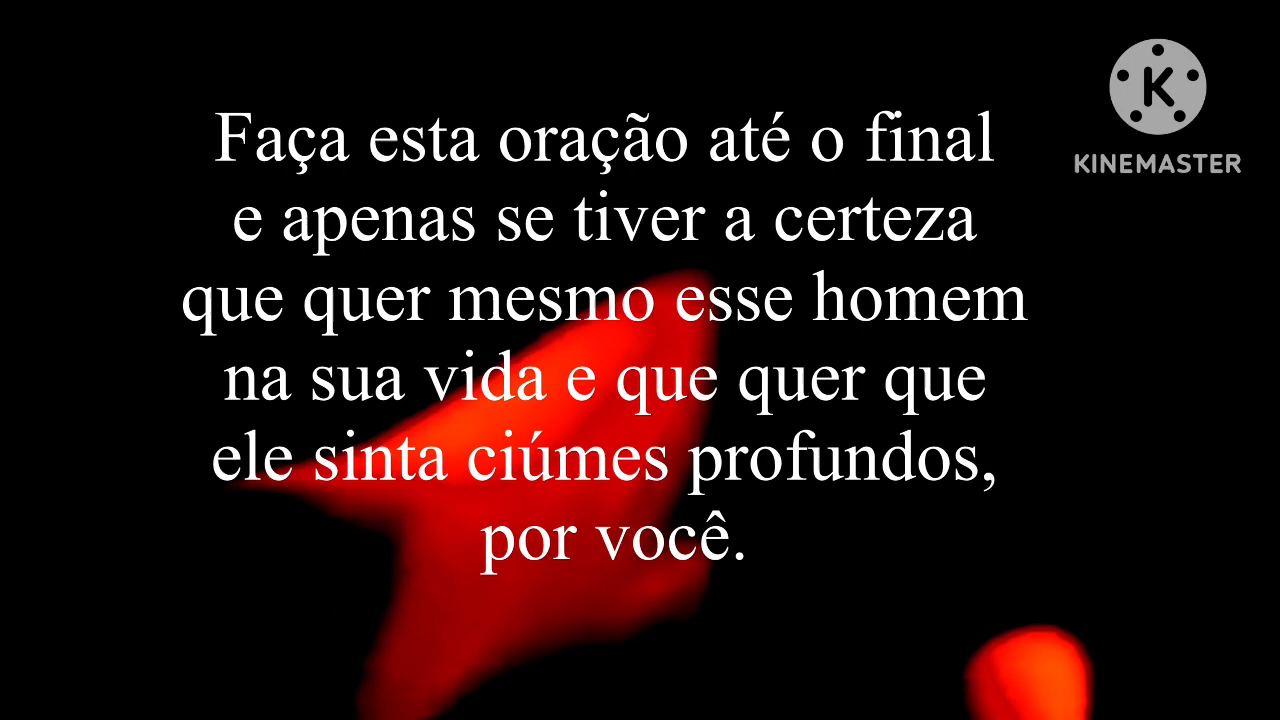 Faça esta oração até o final
e apenas se tiver a certeza
que quer mesmo esse homem
na sua vida e que quer que
ele sinta ciúmes profundos,
por você.
K
KINEMASTER